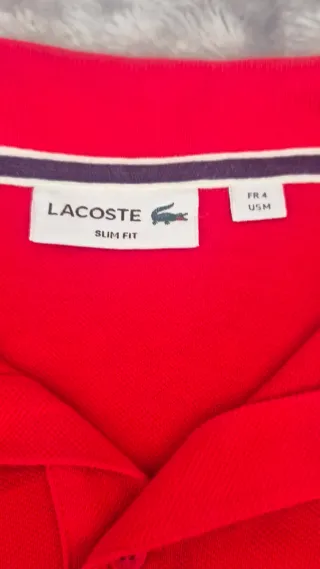 LACOSTE
SLIM FIT
FR 4
US M